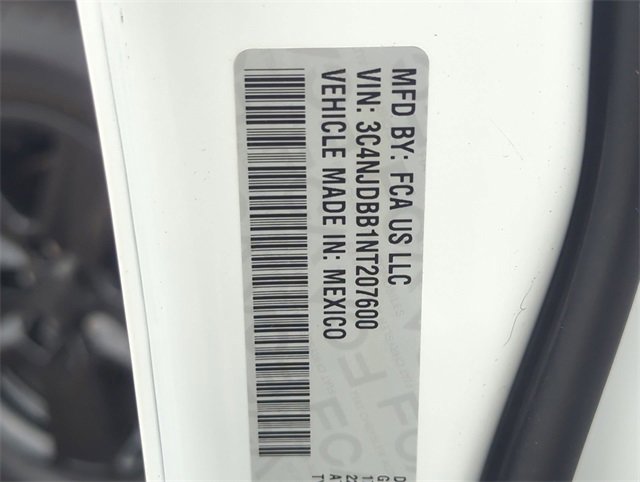 MFD BY: FCA US LLC
VIN: 3C4NJDBB1NT207600
VEHICLE MADE IN: MEXICO